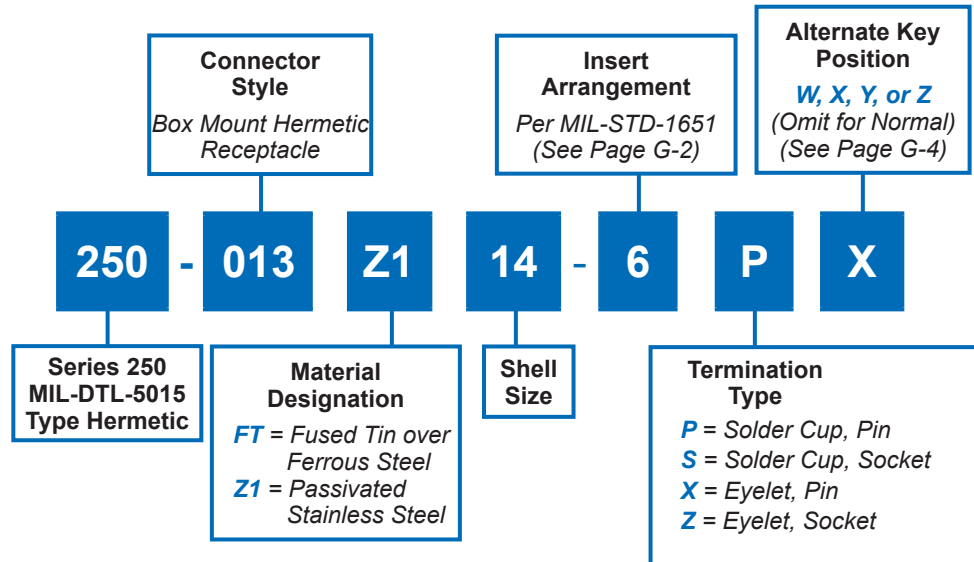 Connector
Style
Box Mount Hermetic
Receptacle
Insert
Arrangement
Per MIL-STD-1651
(See Page G-2)
Alternate Key
Position
W, X, Y, or Z
(Omit for Normal)
(See Page G-4)
250 - 013 Z1 14 - 6 P X
Series 250
MIL-DTL-5015
Type Hermetic
Material
Designation
FT = Fused Tin over
Ferrous Steel
Z1 = Passivated
Stainless Steel
Shell
Size
Termination
Type
P = Solder Cup, Pin
S = Solder Cup, Socket
X = Eyelet, Pin
Z = Eyelet, Socket